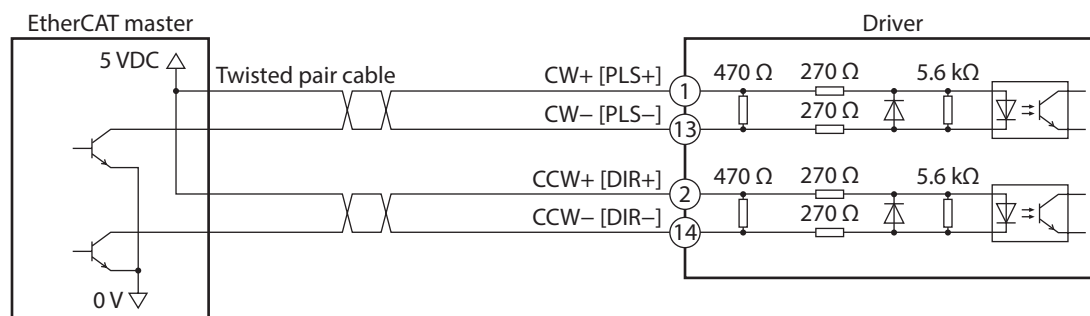 EtherCAT master
Driver
5 VDC
Twisted pair cable
CW+ [PLS+]
1
470 Ω
270 Ω
5.6 kΩ
CW– [PLS–]
13
270 Ω
CCW+ [DIR+]
2
470 Ω
270 Ω
5.6 kΩ
CCW– [DIR–]
14
270 Ω
0 V